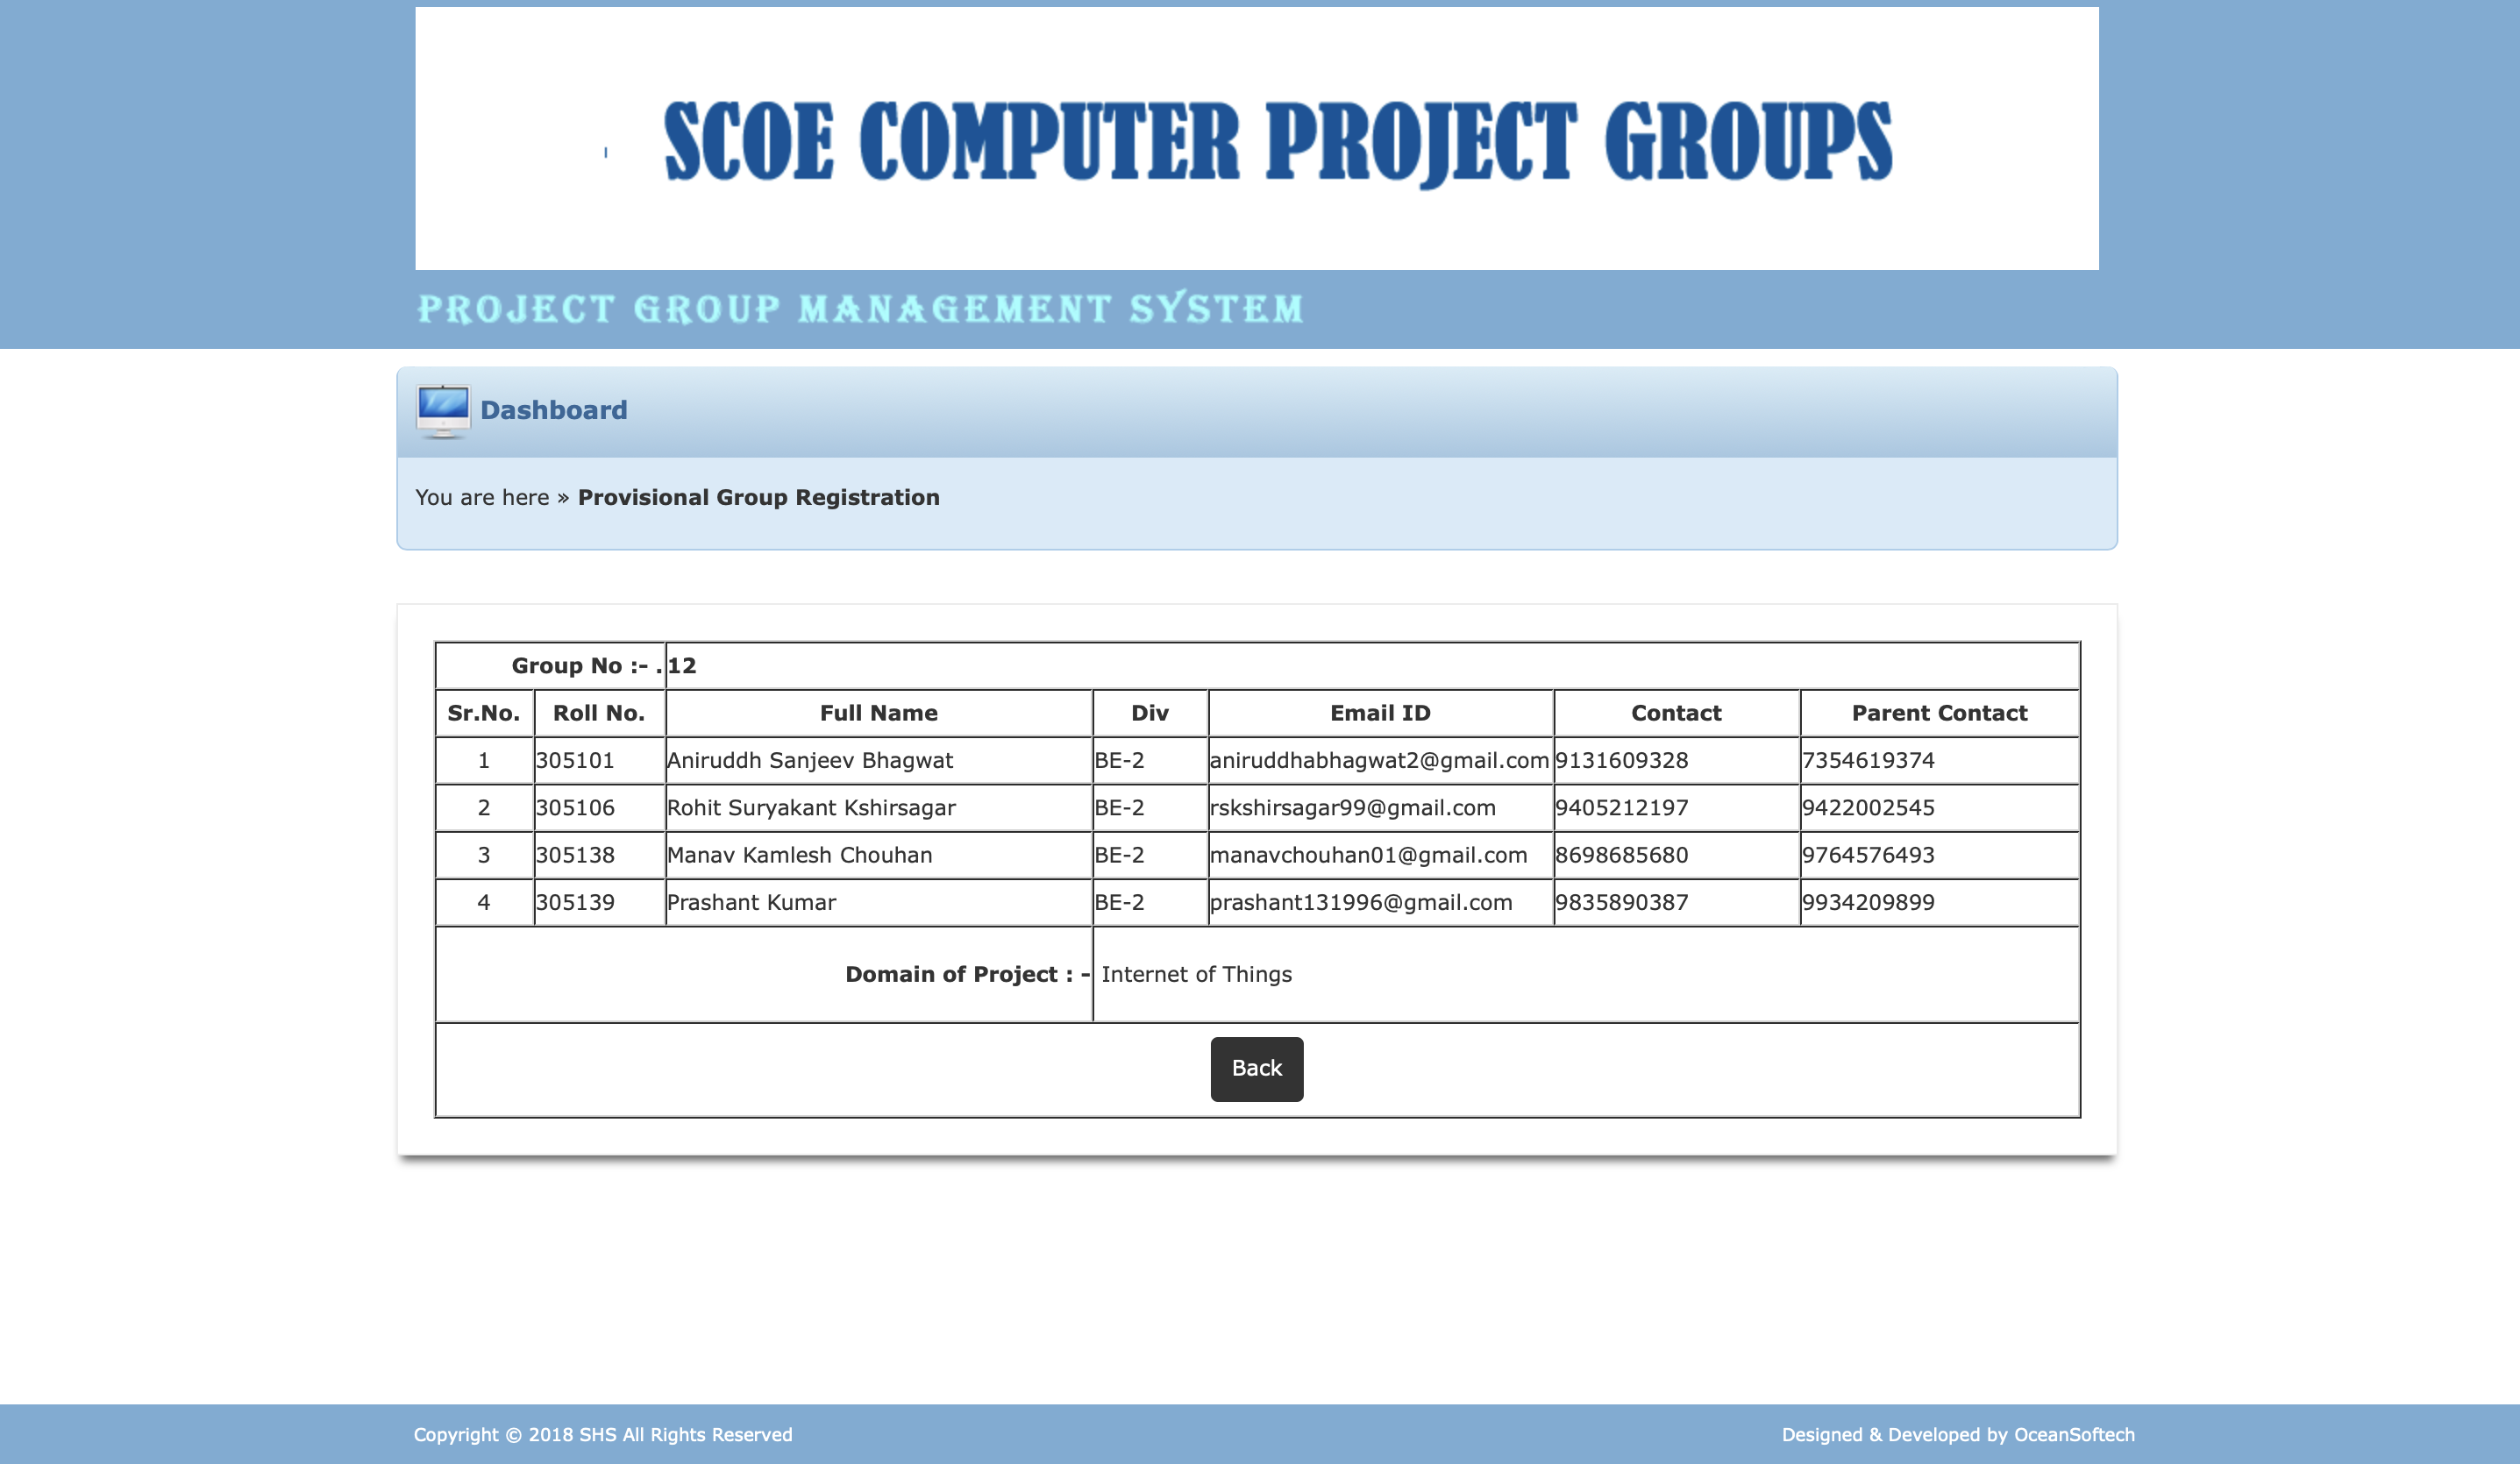 SCOE COMPUTER PROJECT GROUPS
PROJECT GROUP MANAGEMENT SYSTEM
Dashboard
You are here » Provisional Group Registration
Group No :- . 12
Sr.No. Roll No. Full Name Div Email ID Contact Parent Contact
1 305101 Aniruddh Sanjeev Bhagwat BE-2 aniruddhabhagwat2@gmail.com 9131609328 7354619374
2 305106 Rohit Suryakant Kshirsagar BE-2 rskshirsagar99@gmail.com 9405212197 9422002545
3 305138 Manav Kamlesh Chouhan BE-2 manavchouhan01@gmail.com 8698685680 9764576493
4 305139 Prashant Kumar BE-2 prashant131996@gmail.com 9835890387 9934209899
Domain of Project : - Internet of Things
Back
Copyright © 2018 SHS All Rights Reserved Designed & Developed by OceanSoftech